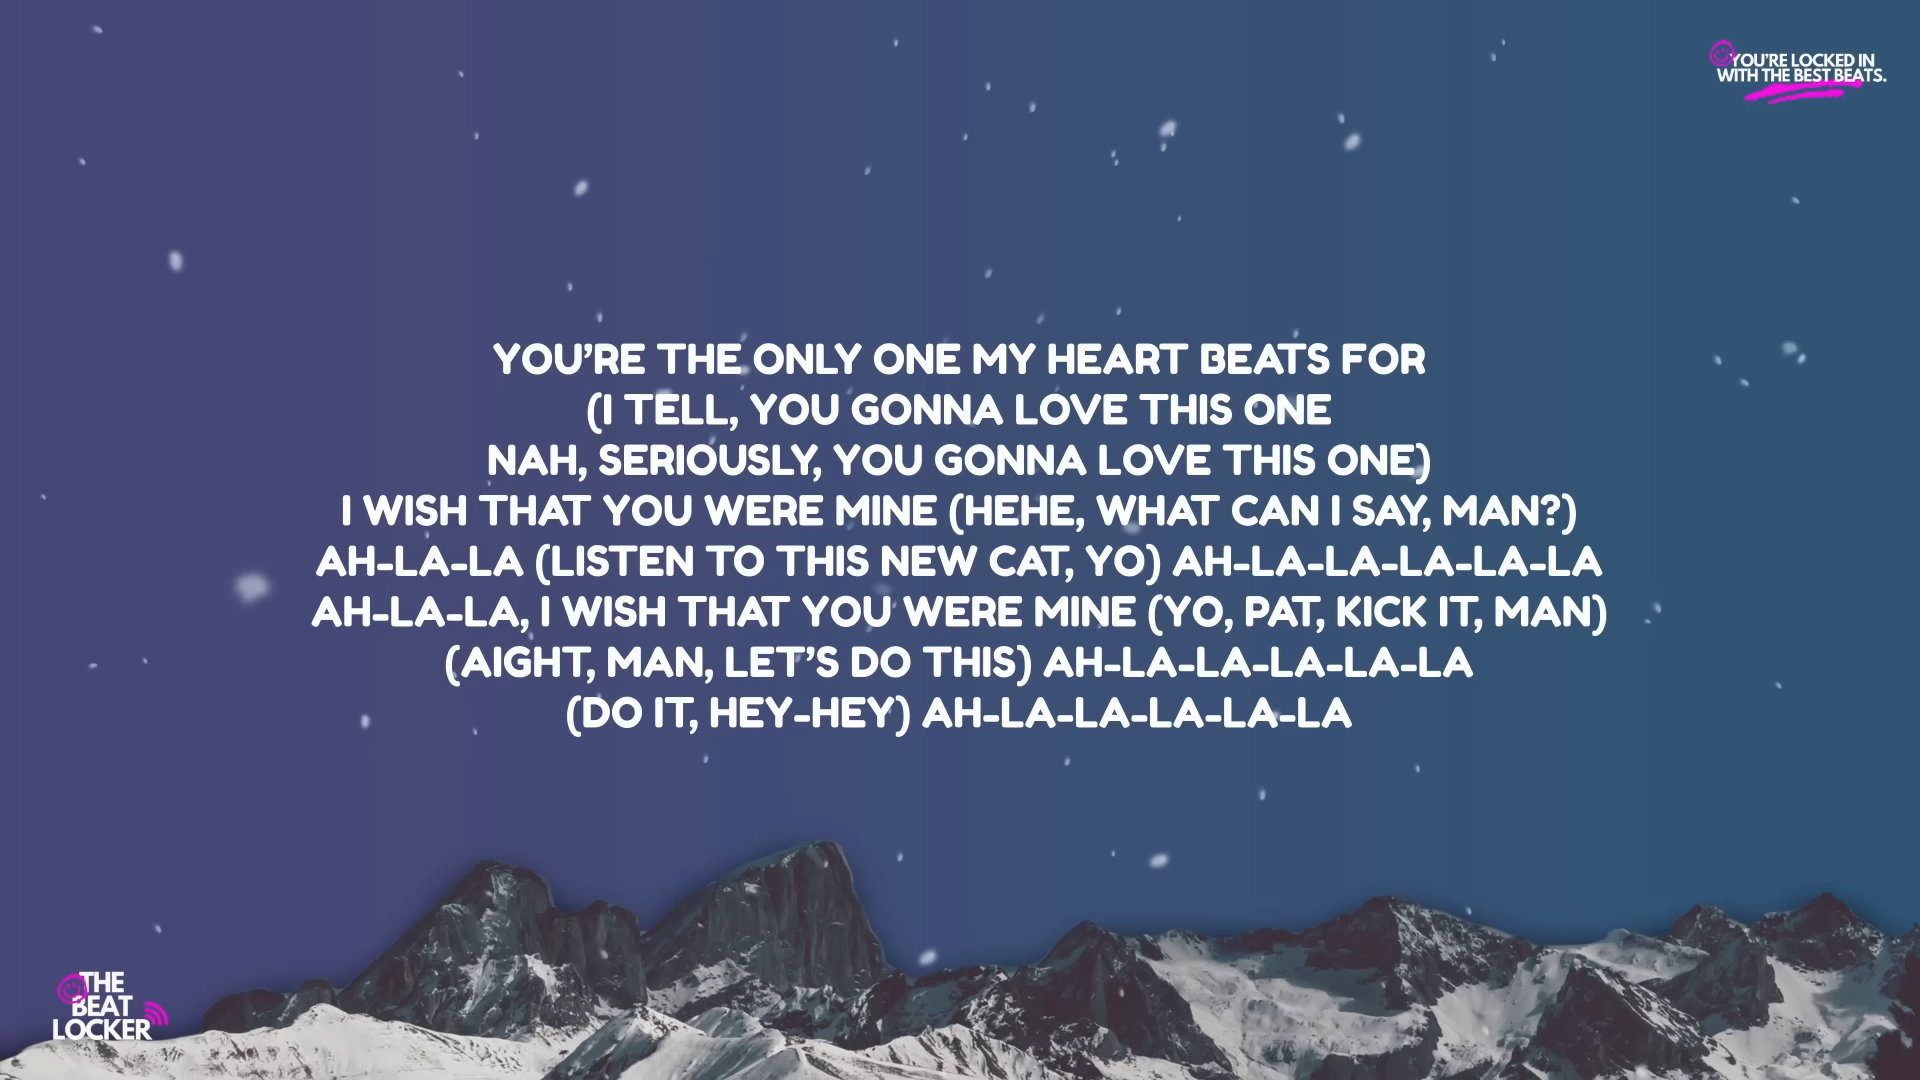 YOU'RE LOCKED IN
WITH THE BEST BEATS.
YOU'RE THE ONLY ONE MY HEART BEATS FOR
(I TELL, YOU GONNA LOVE THIS ONE
NAH, SERIOUSLY, YOU GONNA LOVE THIS ONE)
I WISH THAT YOU WERE MINE (HEHE, WHAT CAN I SAY, MAN?)
AH-LA-LA (LISTEN TO THIS NEW CAT, YO) AH-LA-LA-LA-LA-LA
AH-LA-LA, I WISH THAT YOU WERE MINE (YO, PAT, KICK IT, MAN)
(AIGHT, MAN, LET'S DO THIS) AH-LA-LA-LA-LA-LA
(DO IT, HEY-HEY) AH-LA-LA-LA-LA-LA
THE
BEAT
LOCKER